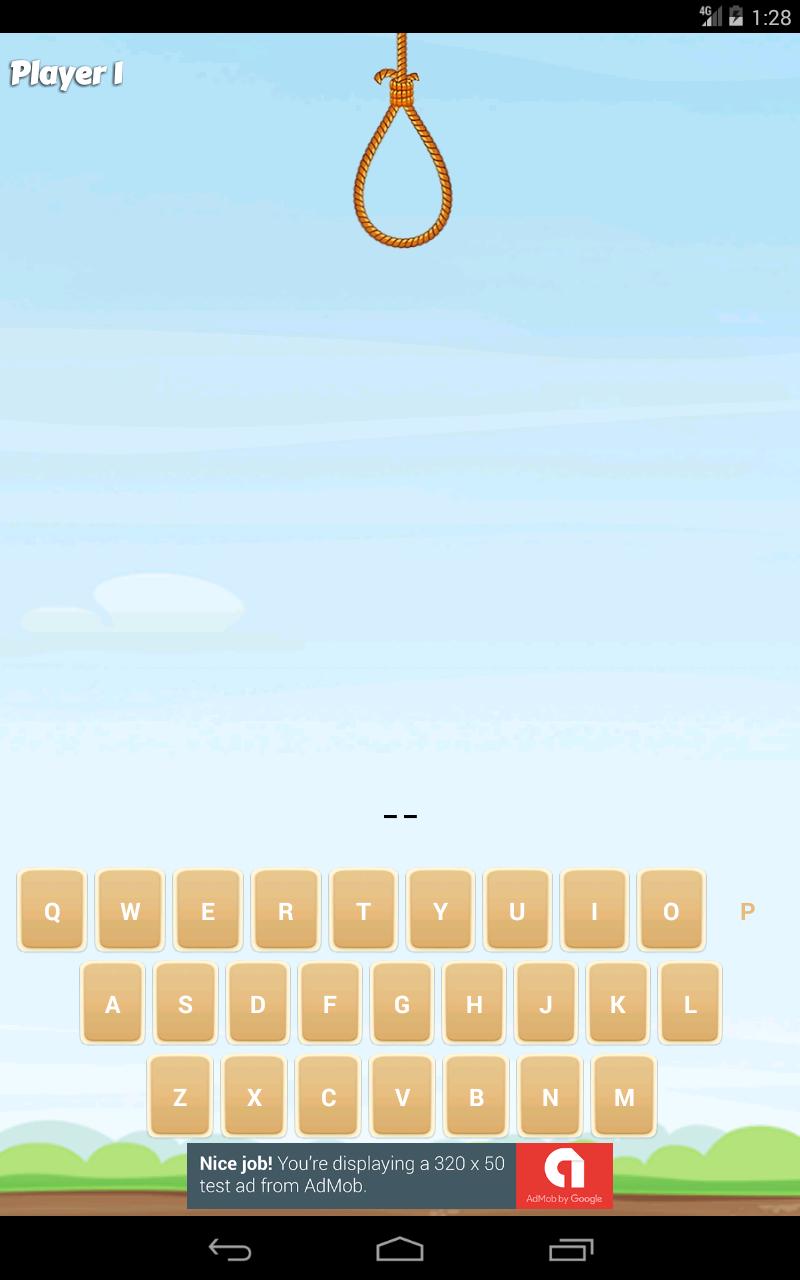 4G 1:28
Player 1
_ _
Q W E R T Y U I O P
A S D F G H J K L
Z X C V B N M
Nice job! You're displaying a 320 x 50
test ad from AdMob.
AdMob by Google